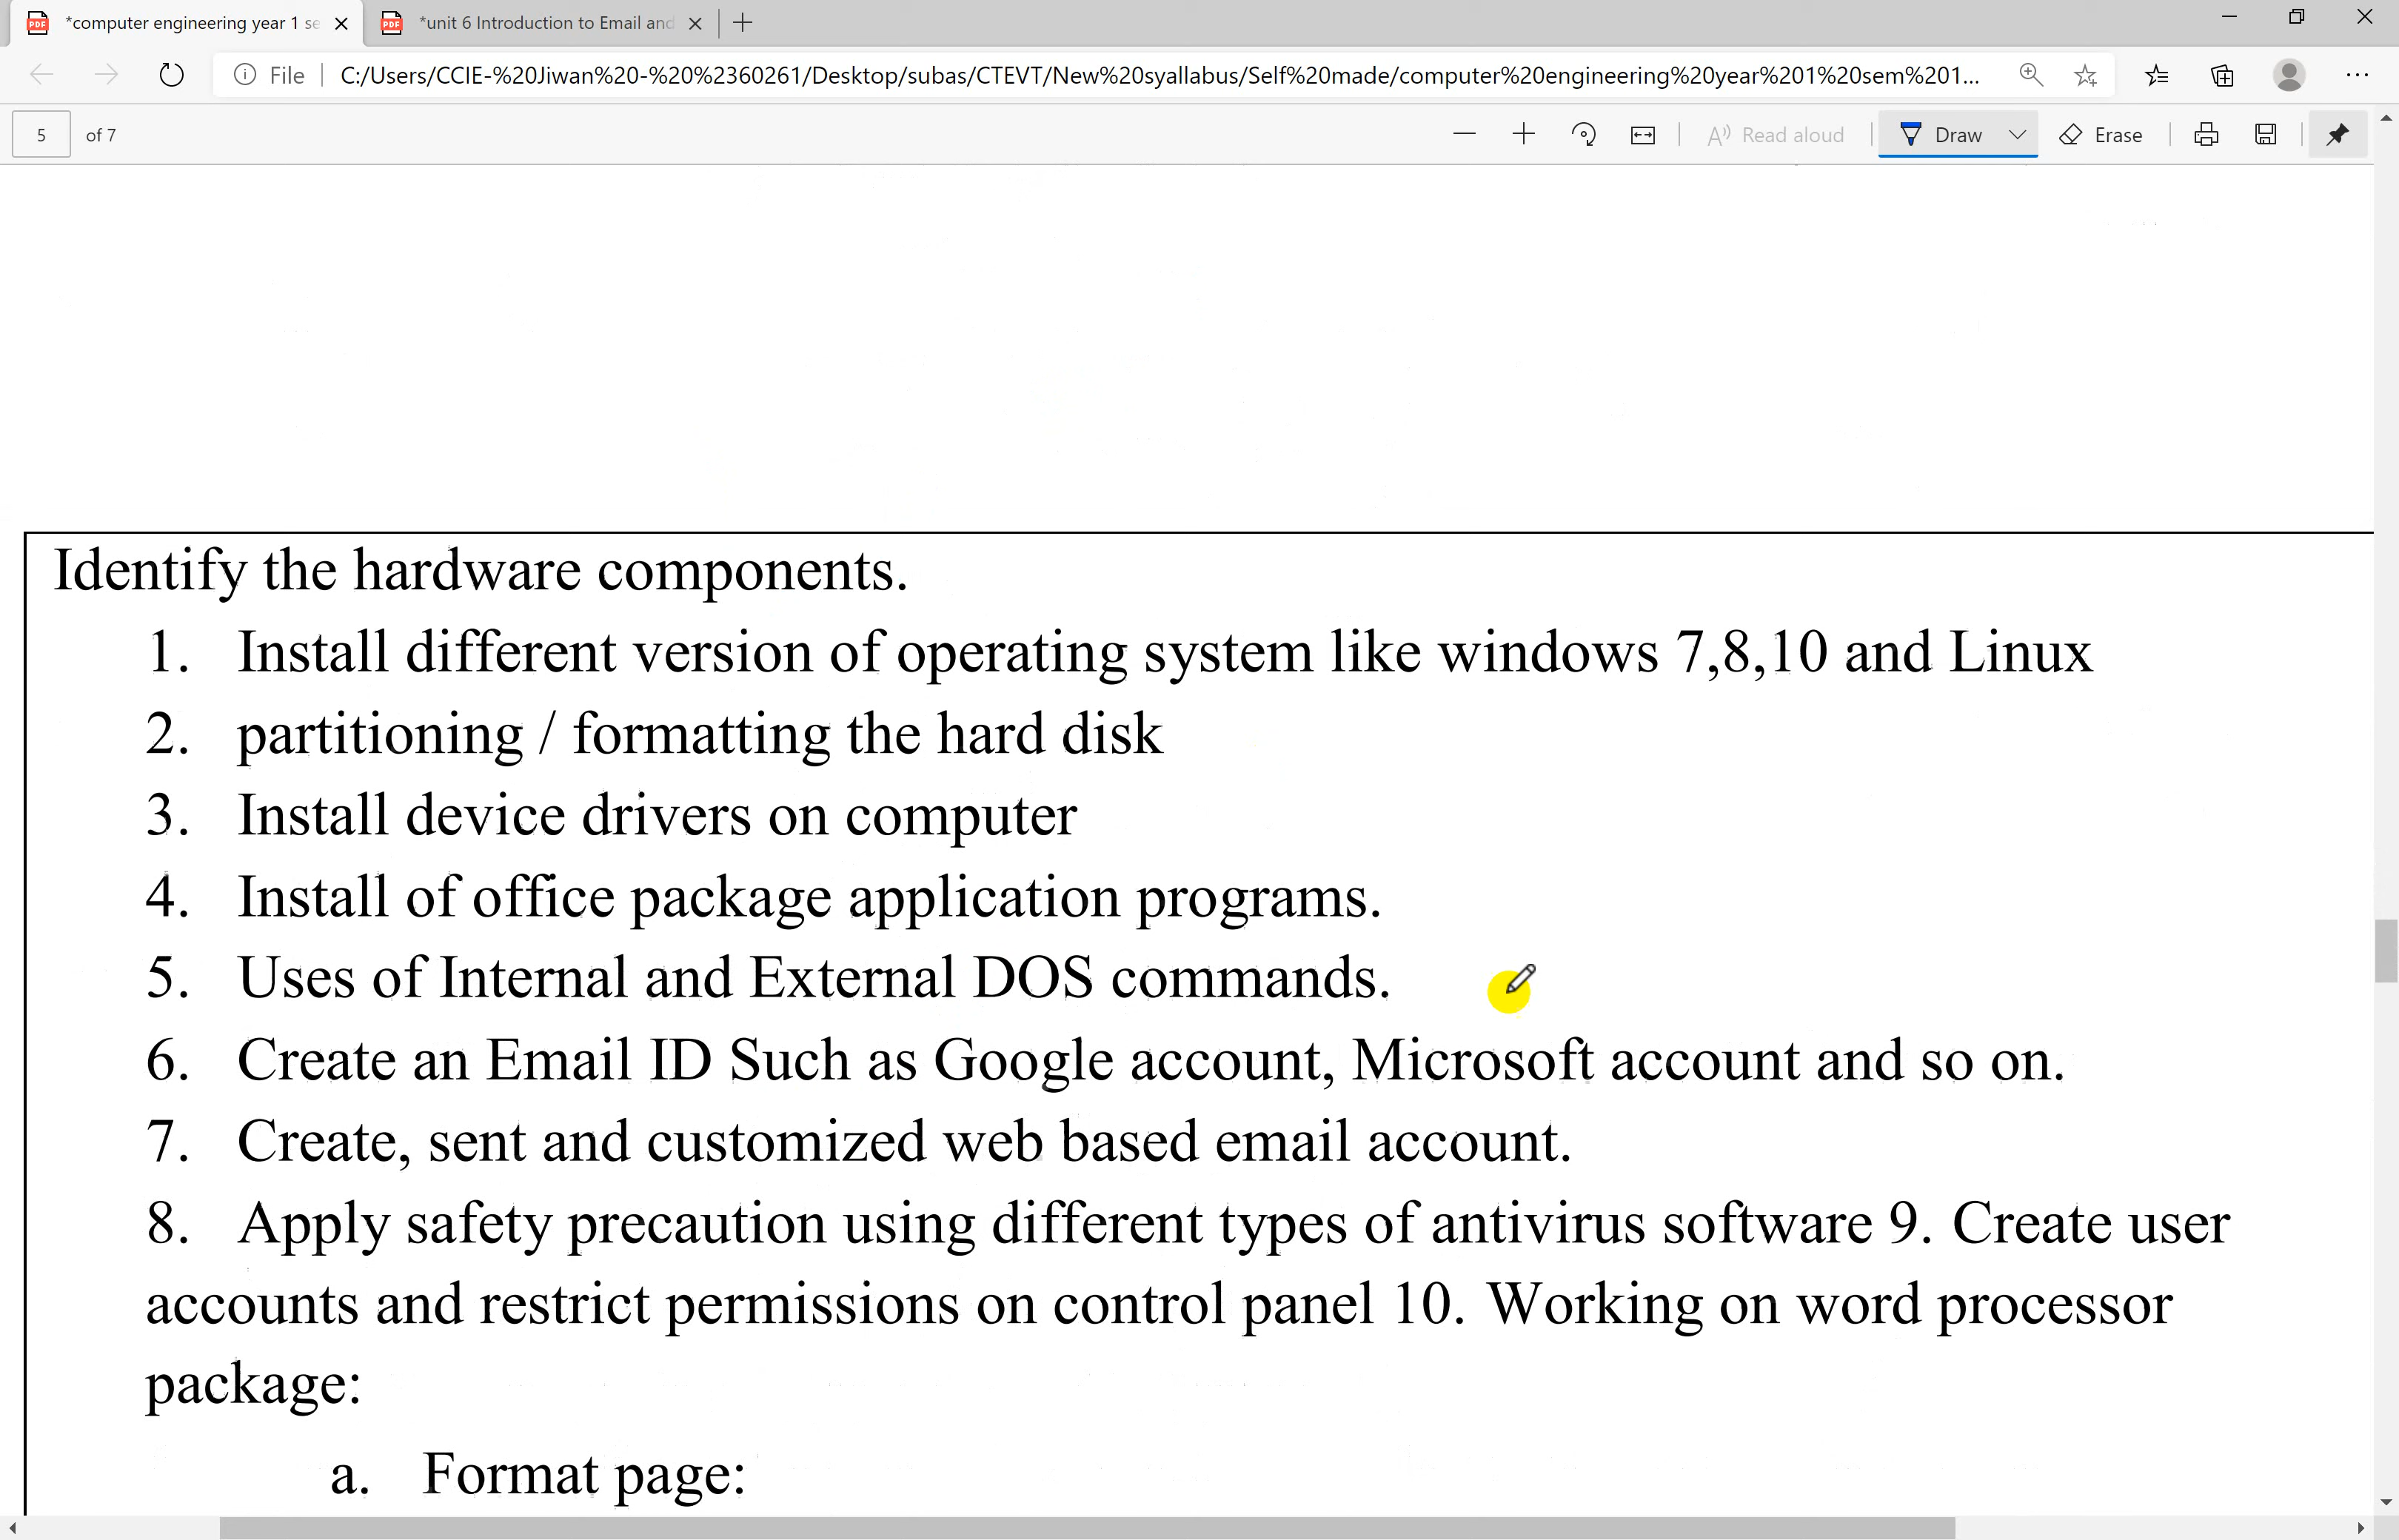 *computer engineering year 1 se
*unit 6 Introduction to Email and
File
C:/Users/CCIE-%20Jiwan%20-%20%2360261/Desktop/subas/CTEVT/New%20syallabus/Self%20made/computer%20engineering%20year%201%20sem%201...
5 of 7
Read aloud
Draw
Erase
Identify the hardware components.
1. Install different version of operating system like windows 7,8,10 and Linux
2. partitioning / formatting the hard disk
3. Install device drivers on computer
4. Install of office package application programs.
5. Uses of Internal and External DOS commands.
6. Create an Email ID Such as Google account, Microsoft account and so on.
7. Create, sent and customized web based email account.
8. Apply safety precaution using different types of antivirus software 9. Create user
accounts and restrict permissions on control panel 10. Working on word processor
package:
a. Format page: